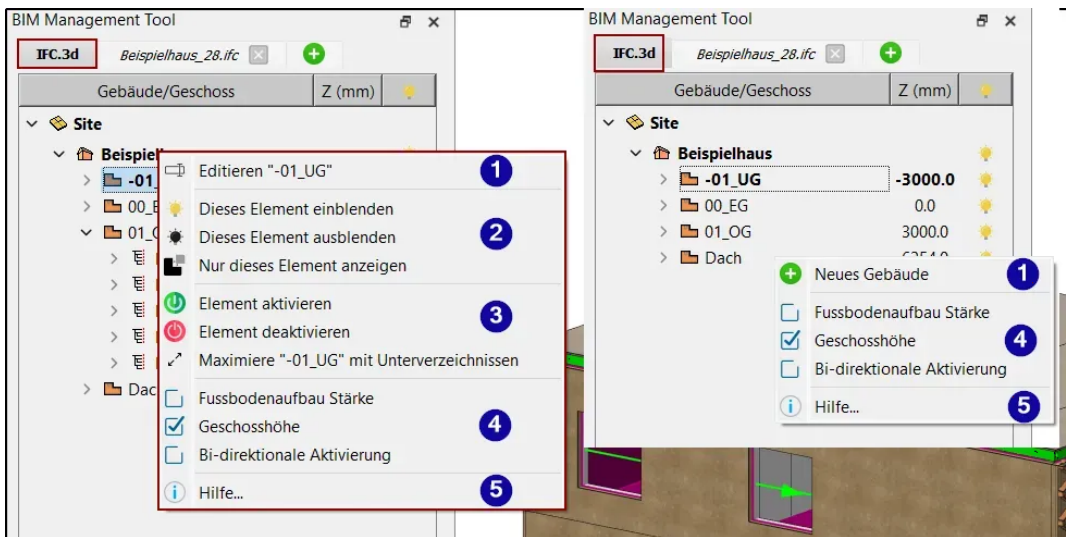 BIM Management Tool
IFC.3d
Beispielhaus_28.ifc
Gebäude/Geschoss Z (mm)
Site
-01_
01_
Editieren "-01_UG"
1
Dieses Element einblenden
Dieses Element ausblenden
2
Nur dieses Element anzeigen
Element aktivieren
3
Element deaktivieren
Maximiere "-01_UG" mit Unterverzeichnissen
Fussbodenaufbau Stärke
Geschosshöhe
4
Bi-direktionale Aktivierung
Hilfe...
5
BIM Management Tool
IFC.3d
Beispielhaus_28.ifc
Gebäude/Geschoss Z (mm)
Site
Beispielhaus
-01_UG -3000.0
00_EG 0.0
01_OG 3000.0
Dach
Neues Gebäude
1
Fussbodenaufbau Stärke
Geschosshöhe
4
Bi-direktionale Aktivierung
Hilfe...
5